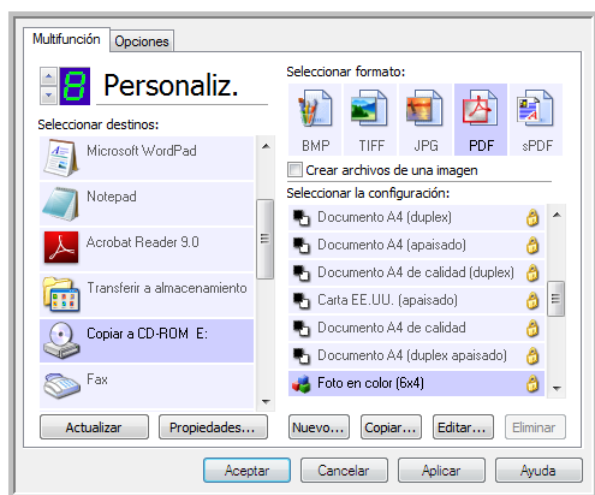 Multifunción
Opciones
8 Personaliz.
Seleccionar destinos:
Microsoft WordPad
Notepad
Acrobat Reader 9.0
Transferir a almacenamiento
Copiar a CD-ROM E:
Fax
Actualizar
Propiedades...
Seleccionar formato:
BMP
TIFF
JPG
PDF
sPDF
Crear archivos de una imagen
Seleccionar la configuración:
Documento A4 (duplex)
Documento A4 (apaisado)
Documento A4 de calidad (duplex)
Carta EE.UU. (apaisado)
Documento A4 de calidad
Documento A4 (duplex apaisado)
Foto en color (6x4)
Nuevo...
Copiar...
Editar...
Eliminar
Aceptar
Cancelar
Aplicar
Ayuda